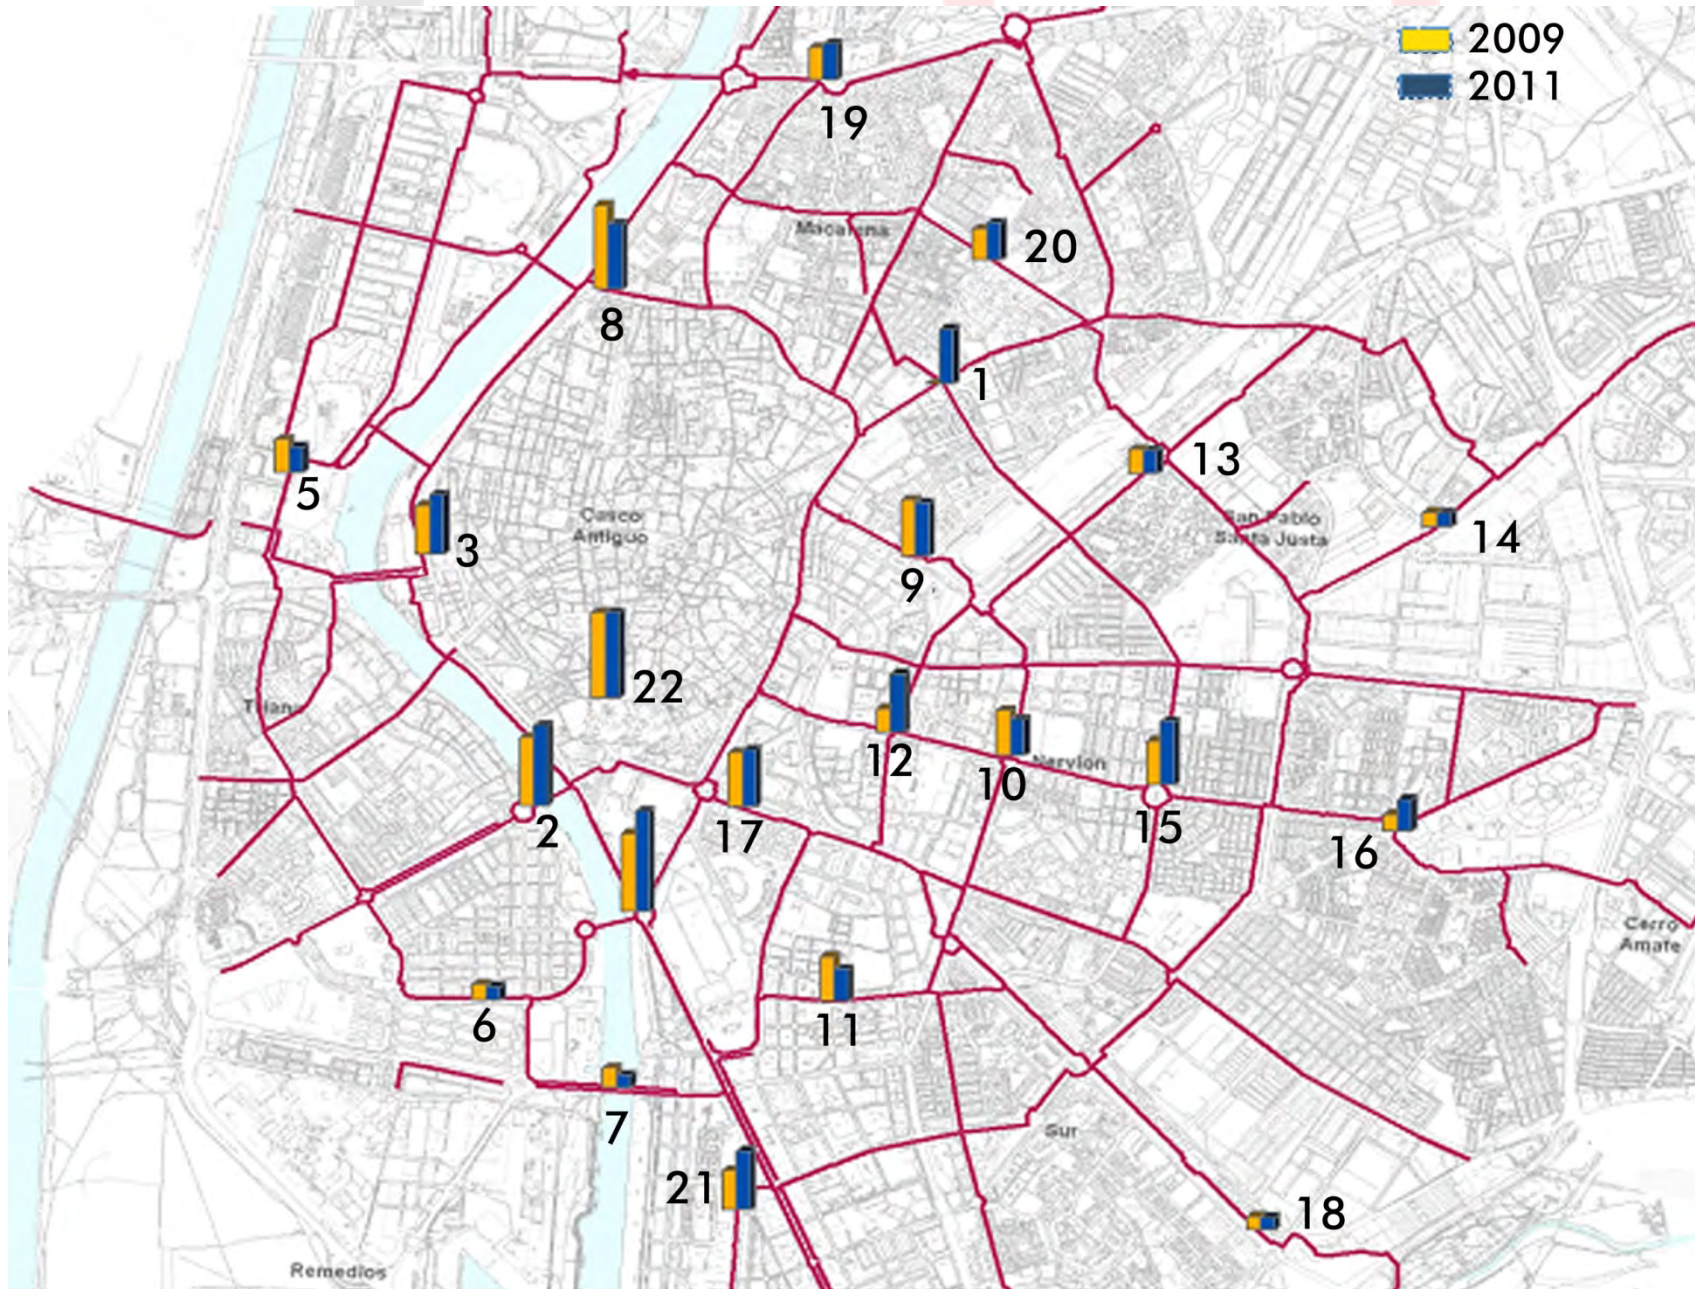 2009
2011
19
Macarena
20
8
1
13
5
San Pablo
Santa Justa
Casco
Antiguo
14
3
9
22
Triana
12
Nervion
10
2
17
15
16
Cerro
Amate
6
11
7
Sur
21
18
Remedios